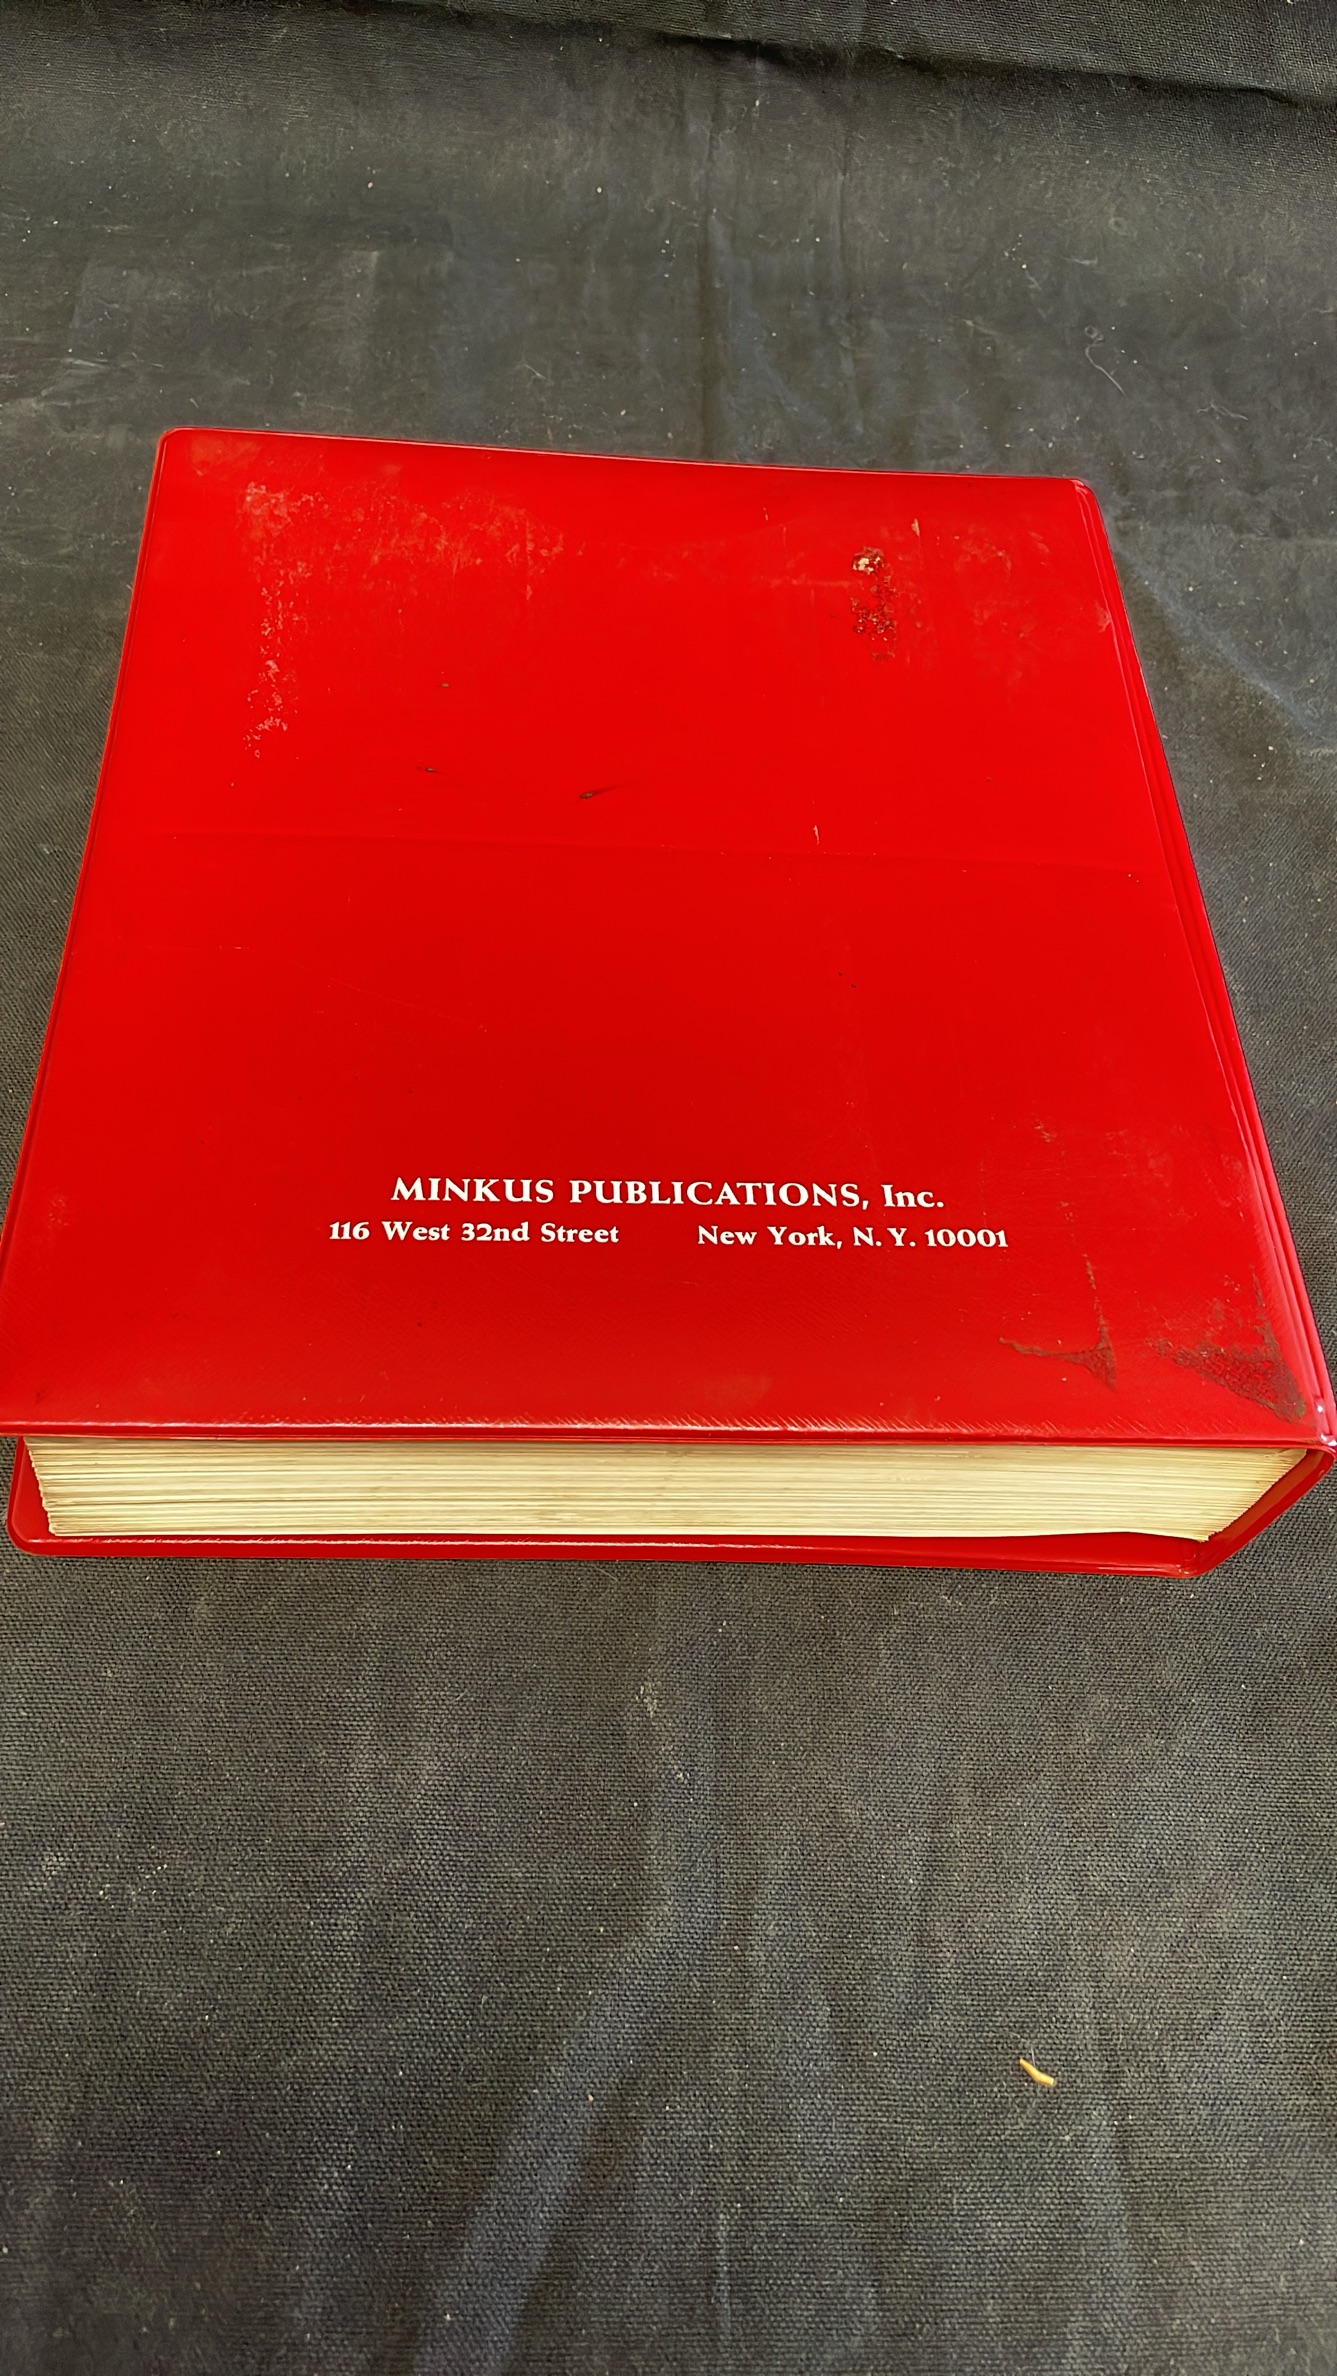 MINKUS PUBLICATIONS, Inc.
116 West 32nd Street New York, N. Y. 10001